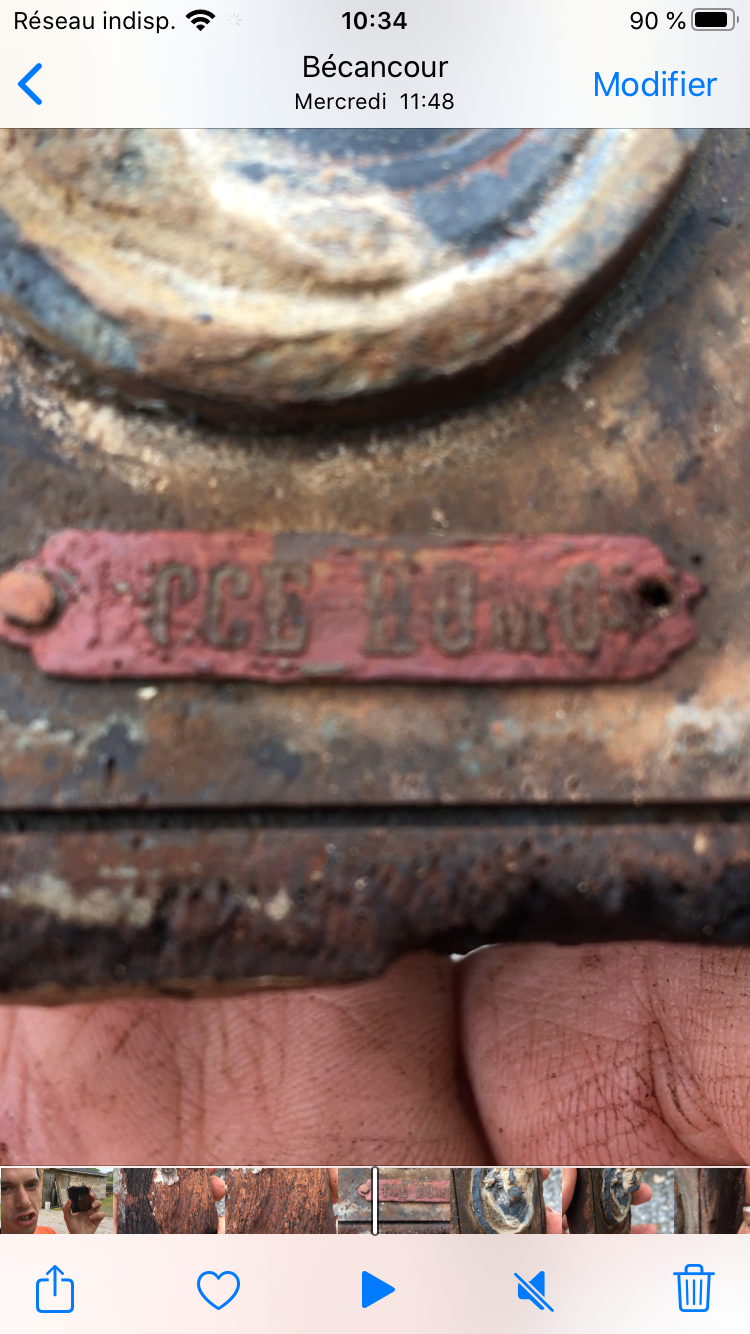 Réseau indisp. 10:34 90 %
Bécancour
Mercredi 11:48
Modifier
CCE HOMO